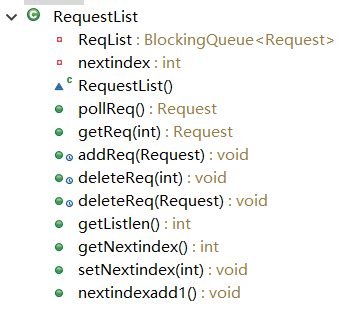 RequestList
ReqList : BlockingQueue<Request>
nextindex : int
RequestList()
pollReq() : Request
getReq(int) : Request
addReq(Request) : void
deleteReq(int) : void
deleteReq(Request) : void
getListlen() : int
getNextindex() : int
setNextindex(int) : void
nextindexadd1() : void